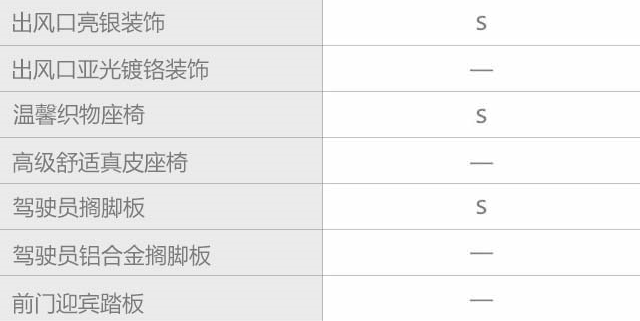 出风口亮银装饰 S
出风口亚光镀铬装饰 —
温馨织物座椅 S
高级舒适真皮座椅 —
驾驶员搁脚板 S
驾驶员铝合金搁脚板 —
前门迎宾踏板 —